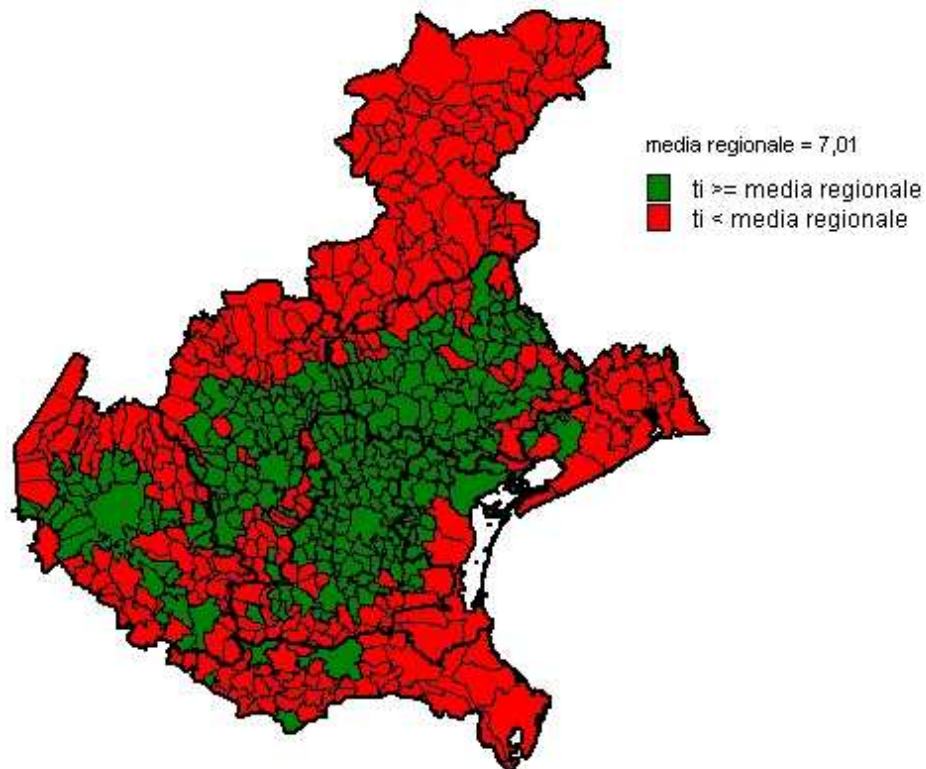 media regionale = 7,01
ti >= media regionale
ti < media regionale